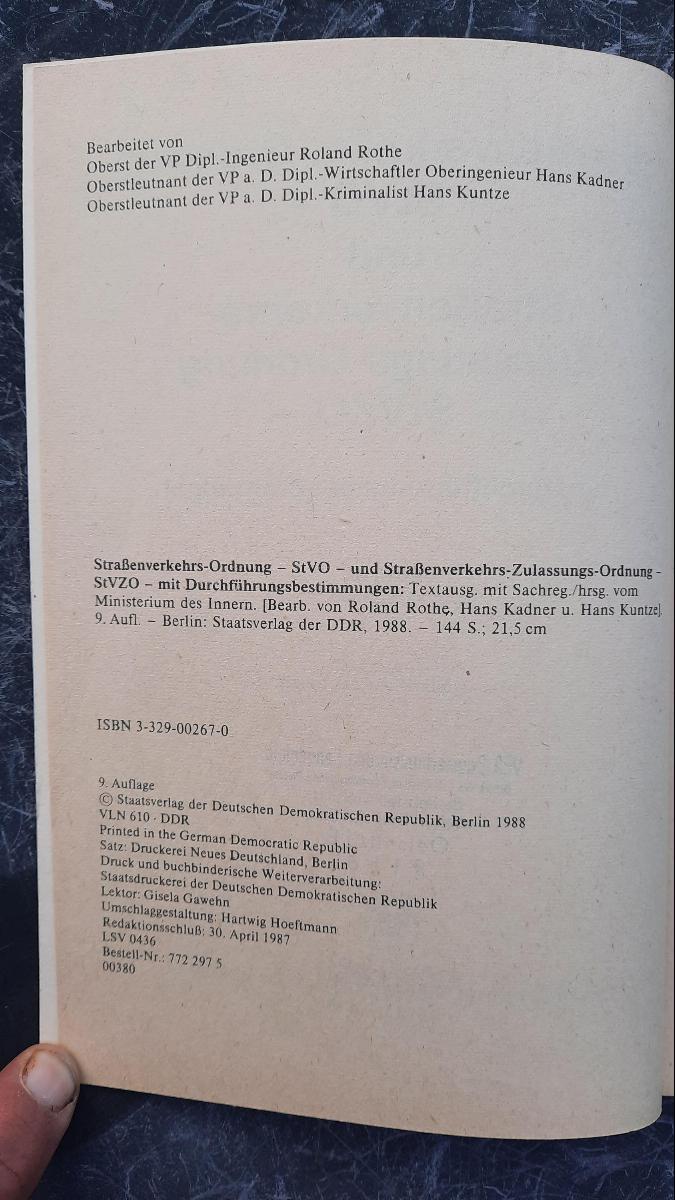 Bearbeitet von
Oberst der VP Dipl.-Ingenieur Roland Rothe
Oberstleutnant der VP a. D. Dipl.-Wirtschaftler Oberingenieur Hans Kadner
Oberstleutnant der VP a. D. Dipl.-Kriminalist Hans Kuntze
Straßenverkehrs-Ordnung – StVO – und Straßenverkehrs-Zulassungs-Ordnung –
StVZO – mit Durchführungsbestimmungen: Textausg. mit Sachreg./hrsg. vom
Ministerium des Innern. [Bearb. von Roland Rothe, Hans Kadner u. Hans Kuntze].
9. Aufl. – Berlin: Staatsverlag der DDR, 1988. – 144 S.; 21,5 cm
ISBN 3-329-00267-0
9. Auflage
© Staatsverlag der Deutschen Demokratischen Republik, Berlin 1988
VLN 610 · DDR
Printed in the German Democratic Republic
Satz: Druckerei Neues Deutschland, Berlin
Druck und buchbinderische Weiterverarbeitung:
Staatsdruckerei der Deutschen Demokratischen Republik
Lektor: Gisela Gawehn
Umschlaggestaltung: Hartwig Hoeftmann
Redaktionsschluß: 30. April 1987
LSV 0436
Bestell-Nr.: 772 297 5
00380